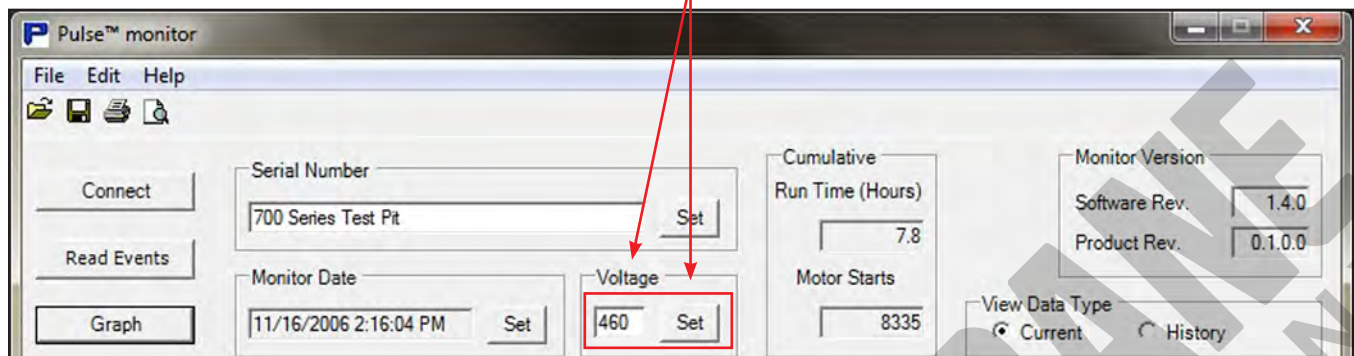 Pulse™ monitor
File Edit Help
Connect
Read Events
Graph
Serial Number
700 Series Test Pit
Set
Monitor Date
11/16/2006 2:16:04 PM
Set
Voltage
460
Set
Cumulative
Run Time (Hours)
7.8
Motor Starts
8335
Monitor Version
Software Rev. 1.4.0
Product Rev. 0.1.0.0
View Data Type
Current
History